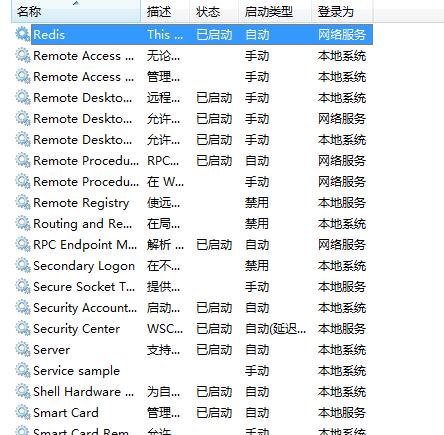 名称 描述 状态 启动类型 登录为
Redis This ... 已启动 自动 网络服务
Remote Access ... 无论... 手动 本地系统
Remote Access ... 管理... 手动 本地系统
Remote Deskto... 远程... 已启动 手动 本地系统
Remote Deskto... 允许... 已启动 手动 网络服务
Remote Deskto... 允许... 已启动 手动 本地系统
Remote Procedu... RPC... 已启动 自动 网络服务
Remote Procedu... 在 W... 手动 网络服务
Remote Registry 使远... 禁用 本地服务
Routing and Re... 在局... 禁用 本地系统
RPC Endpoint M... 解析 ... 已启动 自动 网络服务
Secondary Logon 在不... 禁用 本地系统
Secure Socket T... 提供... 手动 本地服务
Security Account... 启动... 已启动 自动 本地系统
Security Center WSC... 已启动 自动(延迟... 本地服务
Server 支持... 已启动 自动 本地系统
Service sample 手动 本地系统
Shell Hardware ... 为自... 已启动 自动 本地系统
Smart Card 管理... 已启动 自动 本地服务
Smart Card Rem... 允许... 手动 本地系统